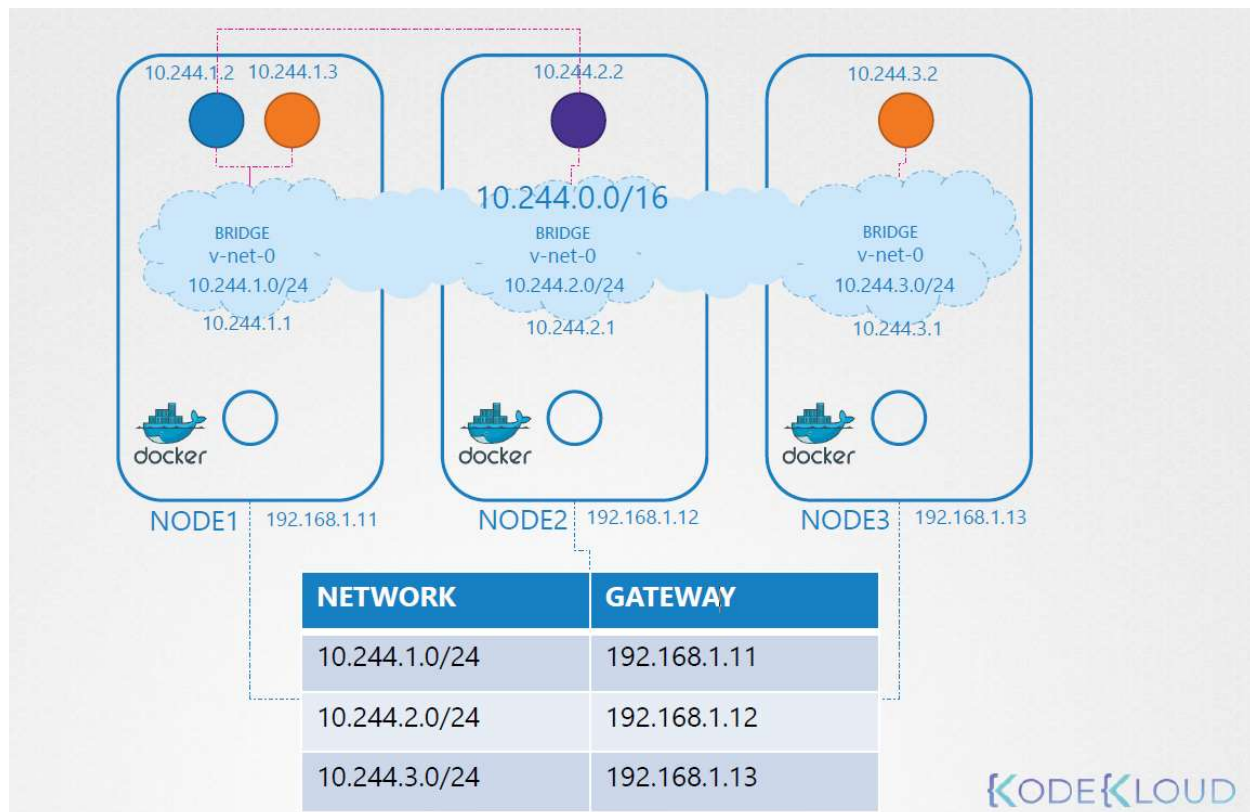 10.244.1.2 10.244.1.3 10.244.2.2 10.244.3.2
10.244.0.0/16
BRIDGE BRIDGE BRIDGE
v-net-0 v-net-0 v-net-0
10.244.1.0/24 10.244.2.0/24 10.244.3.0/24
10.244.1.1 10.244.2.1 10.244.3.1
docker docker docker
NODE1 192.168.1.11 NODE2 192.168.1.12 NODE3 192.168.1.13
NETWORK GATEWAY
10.244.1.0/24 192.168.1.11
10.244.2.0/24 192.168.1.12
10.244.3.0/24 192.168.1.13
KODEKLOUD